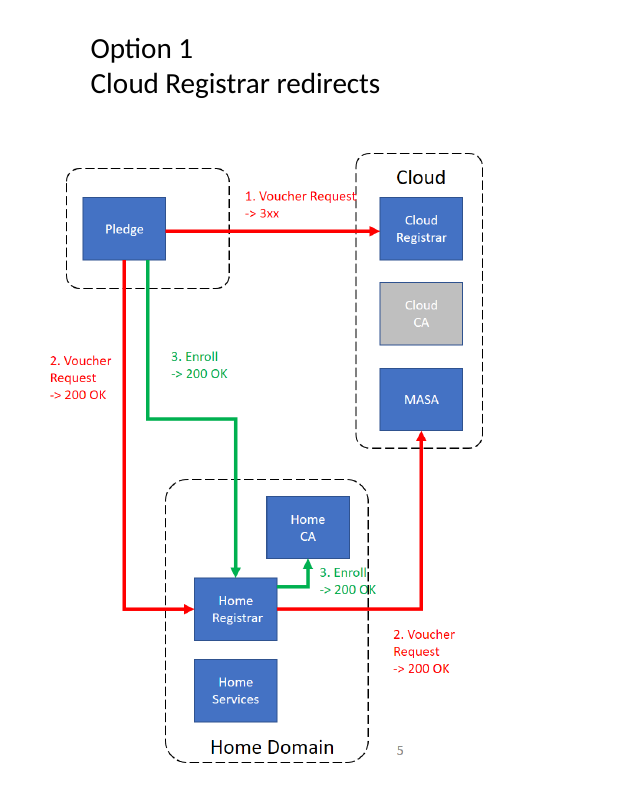 Option 1
Cloud Registrar redirects
Cloud
1. Voucher Request
-> 3xx
Pledge
Cloud
Registrar
Cloud
CA
2. Voucher
Request
-> 200 OK
3. Enroll
-> 200 OK
MASA
Home
CA
3. Enroll
-> 200 OK
Home
Registrar
2. Voucher
Request
-> 200 OK
Home
Services
Home Domain
5